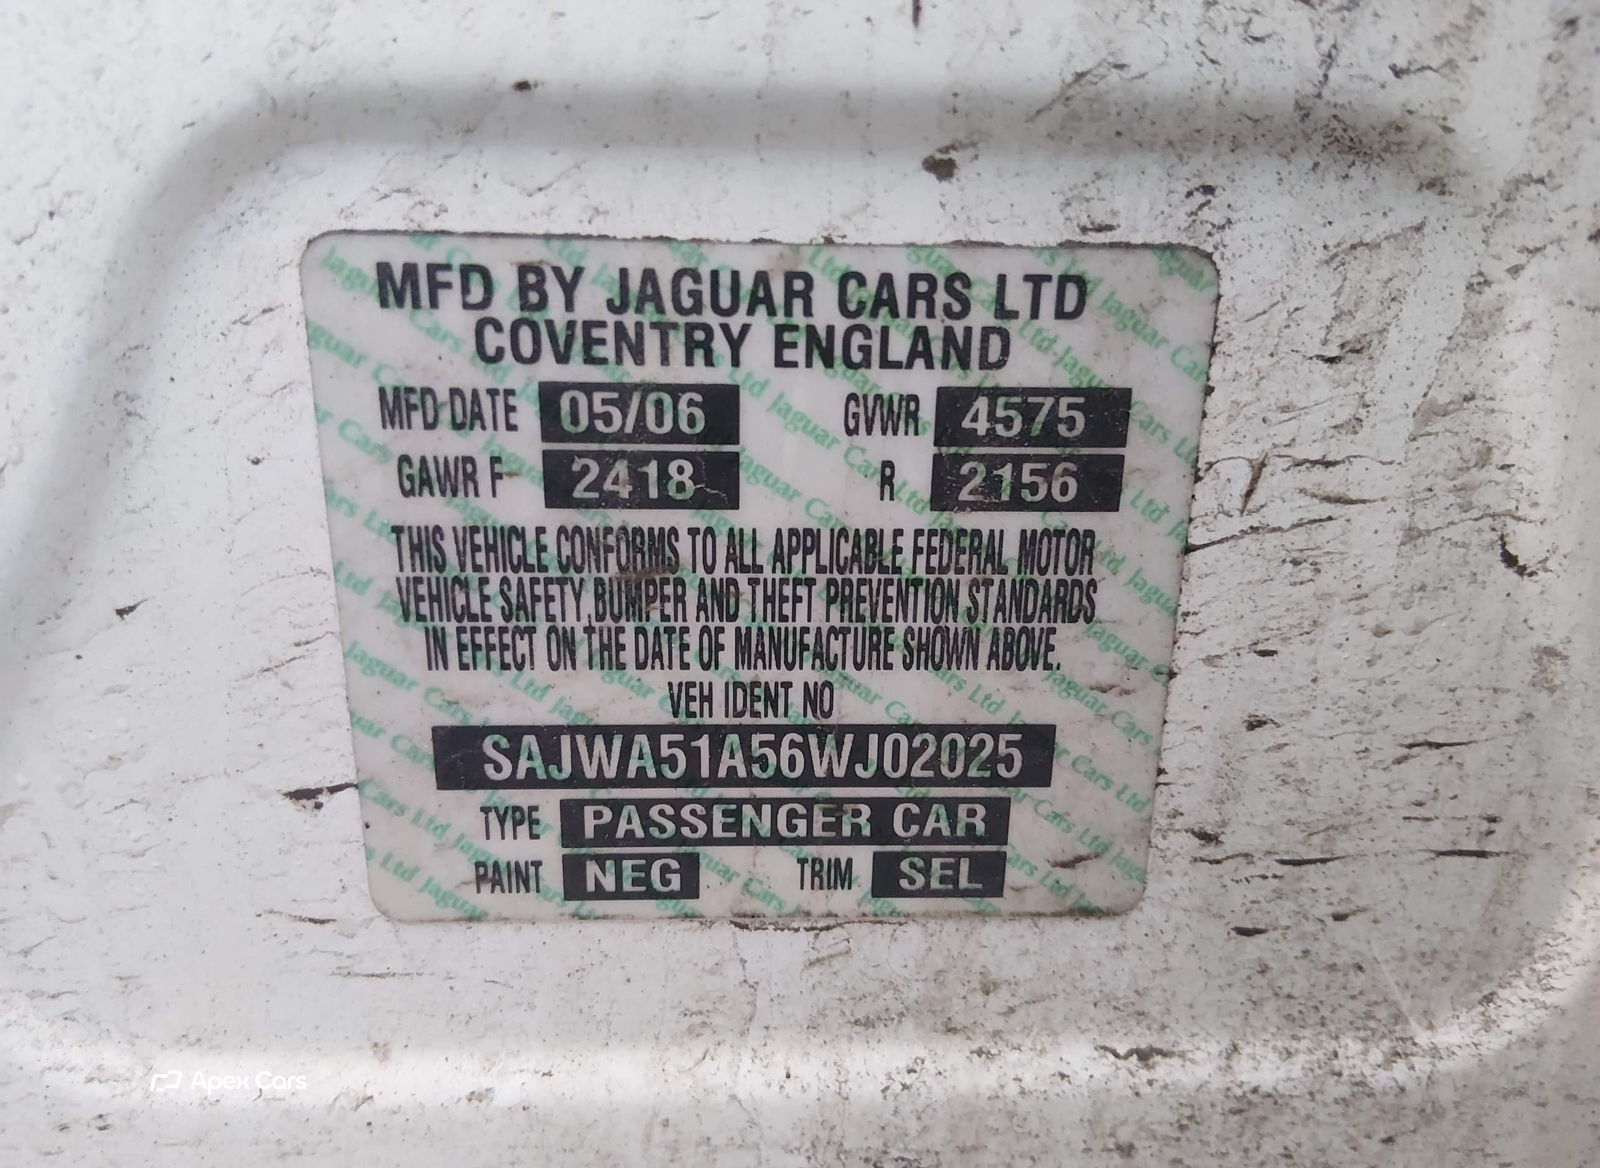 MFD BY JAGUAR CARS LTD
COVENTRY ENGLAND
MFD DATE 05/06 GVWR 4575
GAWR F 2418 R 2156
THIS VEHICLE CONFORMS TO ALL APPLICABLE FEDERAL MOTOR
VEHICLE SAFETY, BUMPER AND THEFT PREVENTION STANDARDS
IN EFFECT ON THE DATE OF MANUFACTURE SHOWN ABOVE.
VEH IDENT NO
SAJWA51A56WJ02025
TYPE PASSENGER CAR
PAINT NEG TRIM SEL
Apex Cars